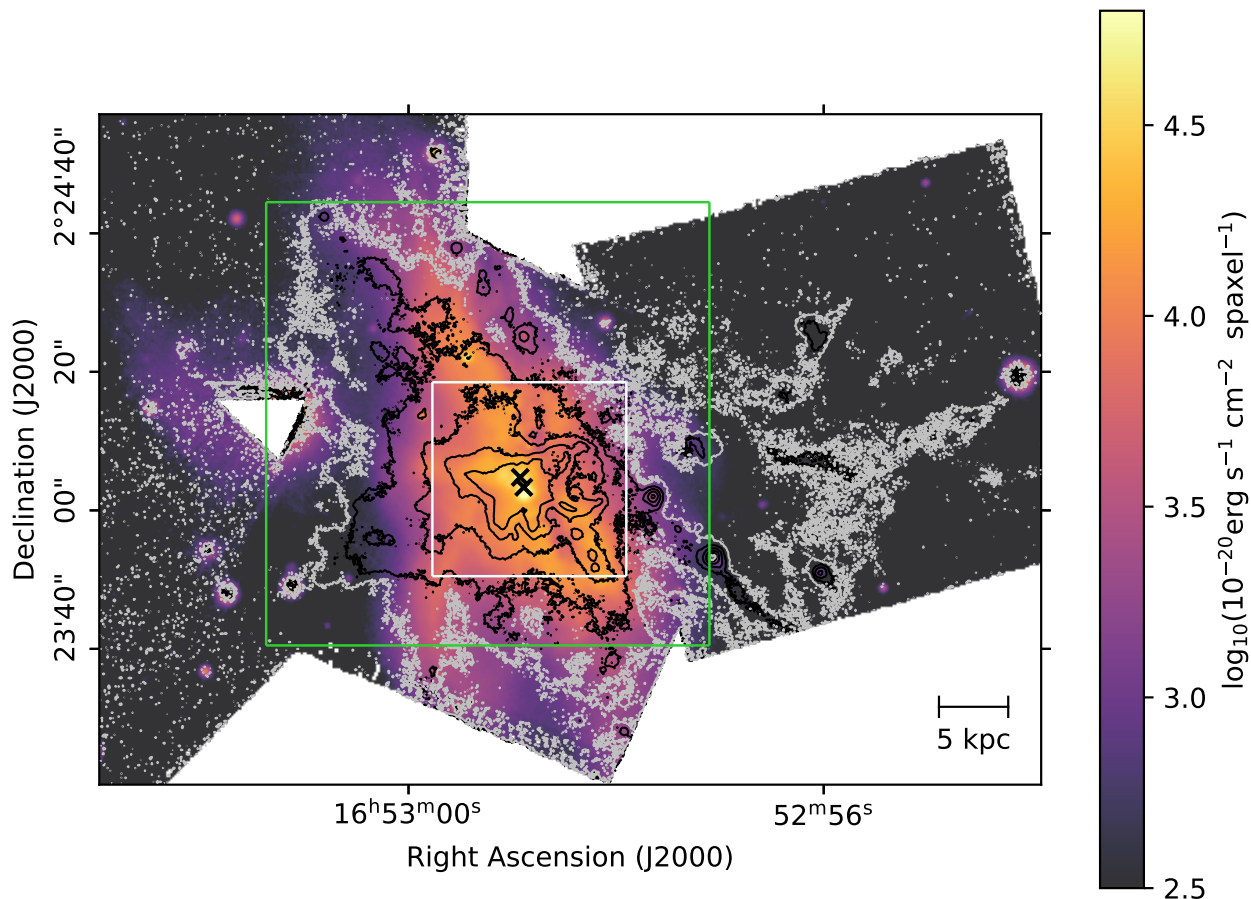 4.5
4.0
3.5
3.0
2.5
log₁₀(10⁻²⁰erg s⁻¹ cm⁻² spaxel⁻¹)
2°24'40"
20"
00"
23'40"
Declination (J2000)
5 kpc
16ʰ53ᵐ00ˢ
52ᵐ56ˢ
Right Ascension (J2000)